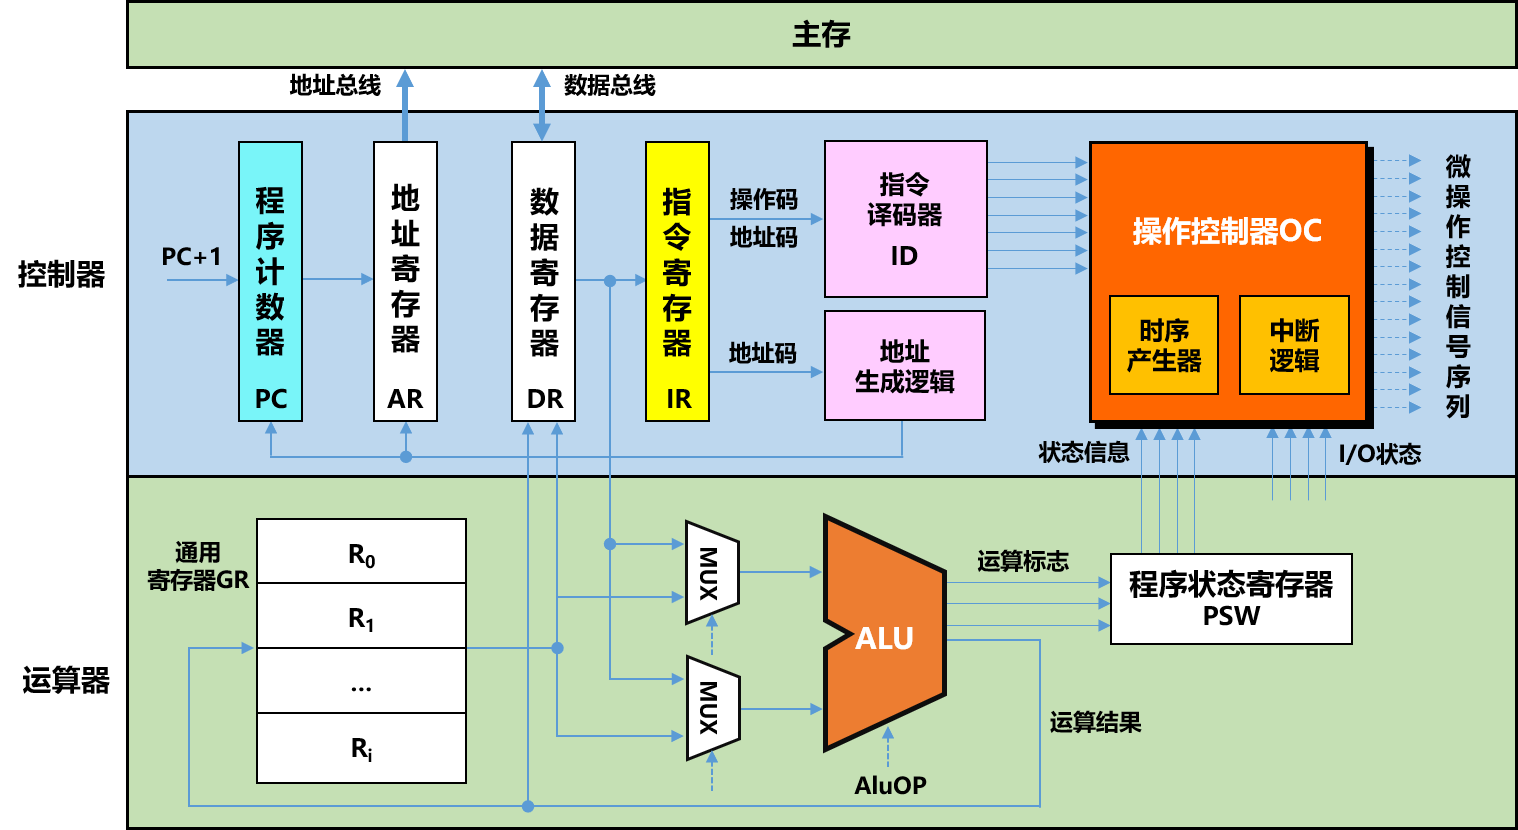 主存
地址总线
数据总线
控制器
PC+1
程序计数器
PC
地址寄存器
AR
数据寄存器
DR
指令寄存器
IR
操作码
地址码
地址码
指令
译码器
ID
地址
生成逻辑
操作控制器OC
时序
产生器
中断
逻辑
微操作控制信号序列
状态信息
I/O状态
运算器
通用
寄存器GR
R0
R1
...
Ri
MUX
MUX
ALU
AluOP
运算标志
程序状态寄存器
PSW
运算结果